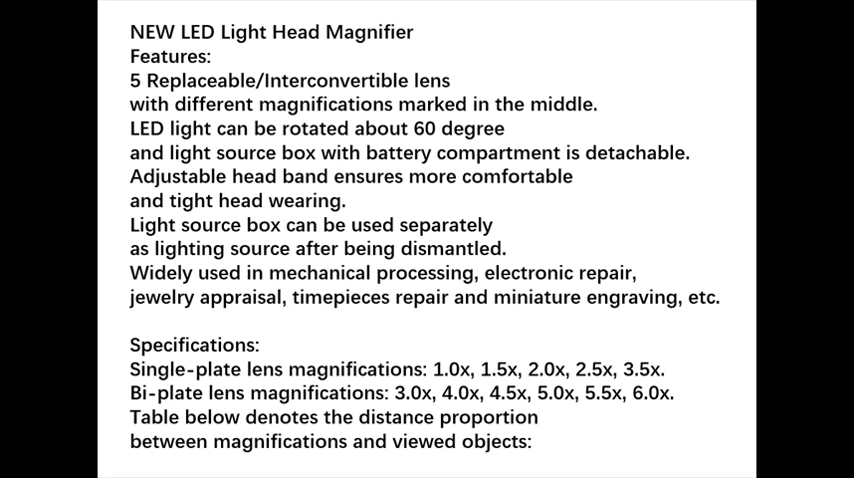 NEW LED Light Head Magnifier
Features:
5 Replaceable/Interconvertible lens
with different magnifications marked in the middle.
LED light can be rotated about 60 degree
and light source box with battery compartment is detachable.
Adjustable head band ensures more comfortable
and tight head wearing.
Light source box can be used separately
as lighting source after being dismantled.
Widely used in mechanical processing, electronic repair,
jewelry appraisal, timepieces repair and miniature engraving, etc.
Specifications:
Single-plate lens magnifications: 1.0x, 1.5x, 2.0x, 2.5x, 3.5x.
Bi-plate lens magnifications: 3.0x, 4.0x, 4.5x, 5.0x, 5.5x, 6.0x.
Table below denotes the distance proportion
between magnifications and viewed objects: